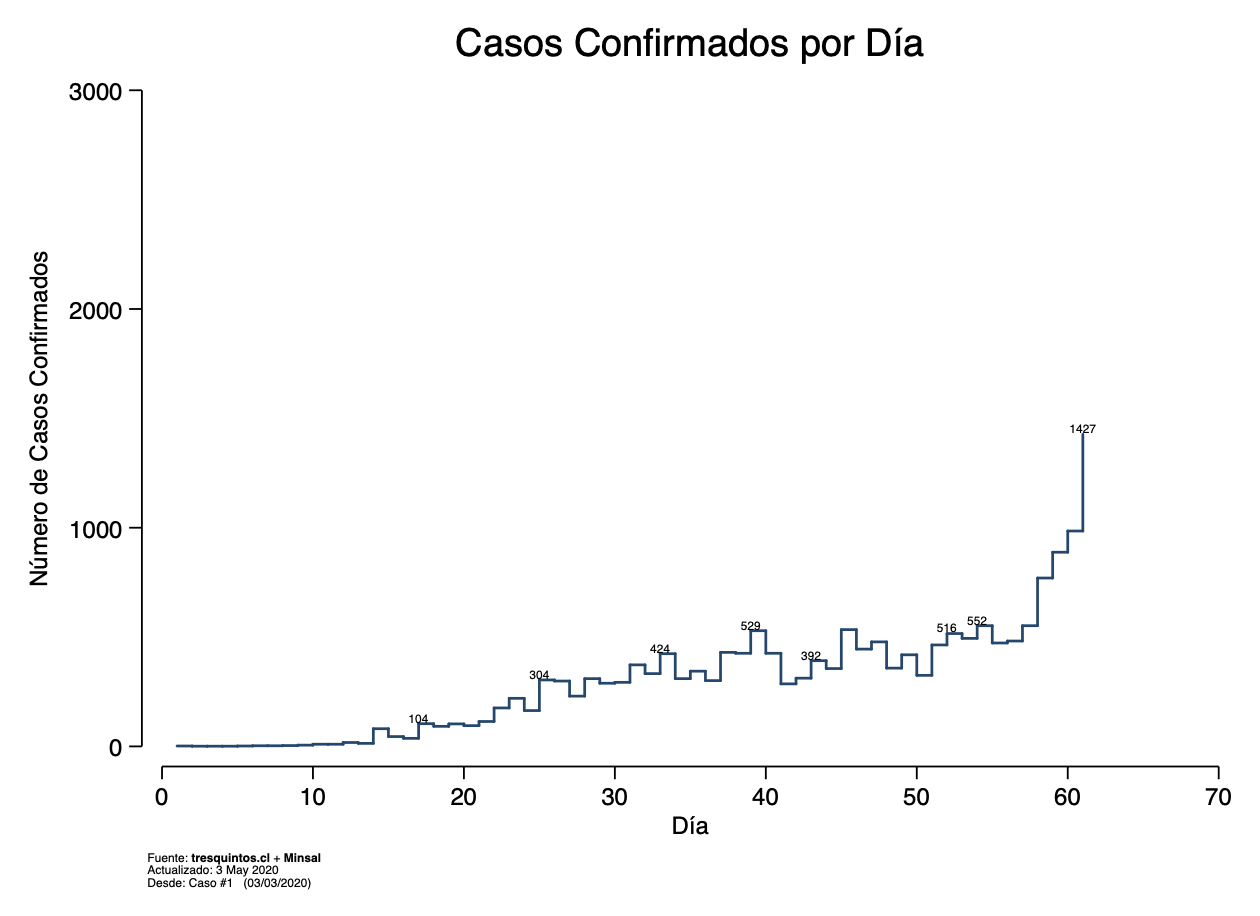 Casos Confirmados por Día
Número de Casos Confirmados
3000
2000
1000
0
1427
529
552
516
424
392
304
104
0 10 20 30 40 50 60 70
Día
Fuente: tresquintos.cl + Minsal
Actualizado: 3 May 2020
Desde: Caso #1 (03/03/2020)